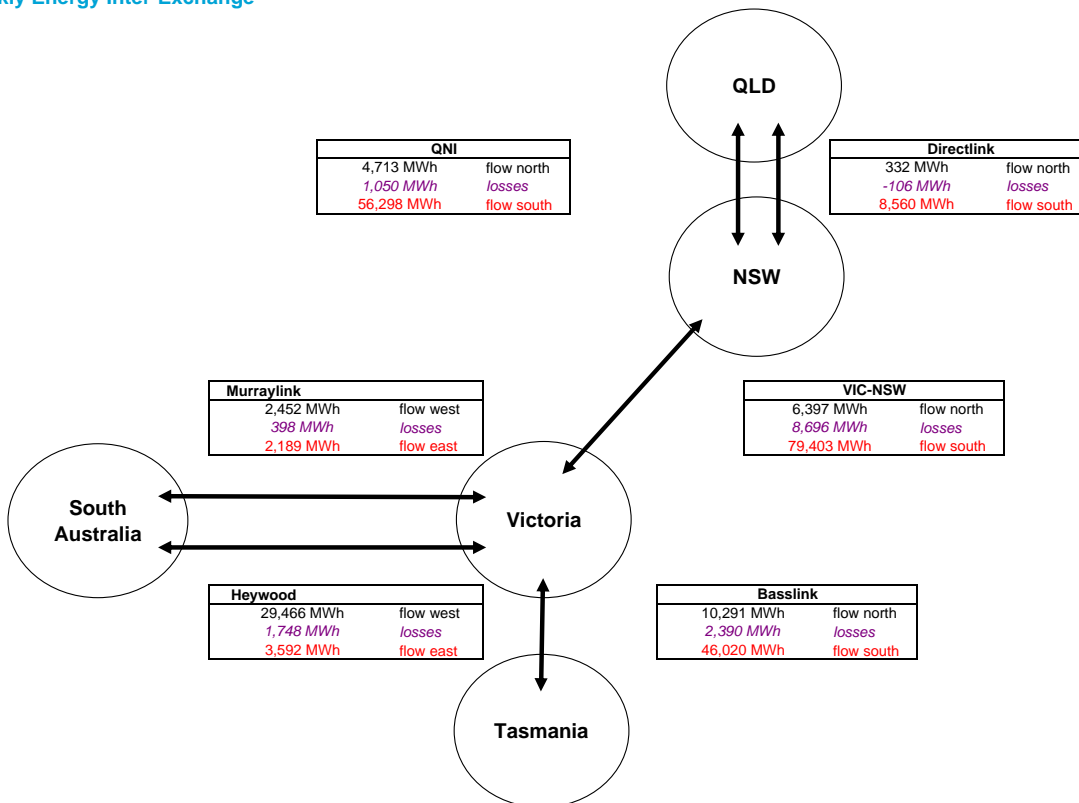 kly Energy Inter-Exchange
QLD
QNI
4,713 MWh flow north
1,050 MWh losses
56,298 MWh flow south
Directlink
332 MWh flow north
-106 MWh losses
8,560 MWh flow south
NSW
Murraylink
2,452 MWh flow west
398 MWh losses
2,189 MWh flow east
VIC-NSW
6,397 MWh flow north
8,696 MWh losses
79,403 MWh flow south
South
Australia
Victoria
Heywood
29,466 MWh flow west
1,748 MWh losses
3,592 MWh flow east
Basslink
10,291 MWh flow north
2,390 MWh losses
46,020 MWh flow south
Tasmania